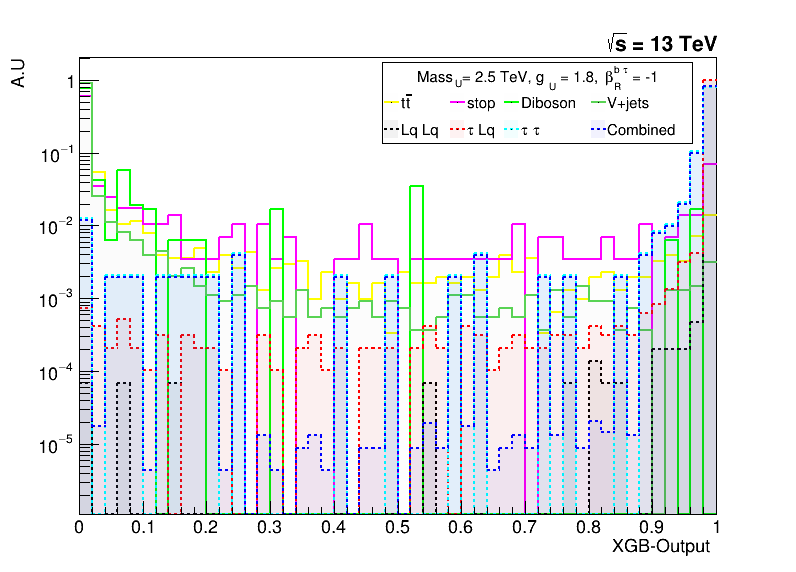 √s = 13 TeV
A.U
Mass_U = 2.5 TeV, g_U = 1.8, β_R^{b τ} = -1
tt̄ stop Diboson V+jets
Lq Lq τ Lq τ τ Combined
1
10⁻¹
10⁻²
10⁻³
10⁻⁴
10⁻⁵
0 0.1 0.2 0.3 0.4 0.5 0.6 0.7 0.8 0.9 1
XGB-Output